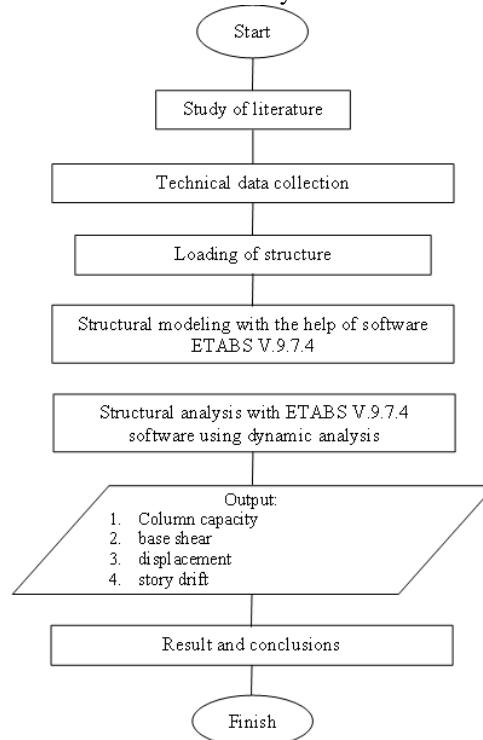 Start
Study of literature
Technical data collection
Loading of structure
Structural modeling with the help of software
ETABS V.9.7.4
Structural analysis with ETABS V.9.7.4
software using dynamic analysis
Output:
1. Column capacity
2. base shear
3. displacement
4. story drift
Result and conclusions
Finish